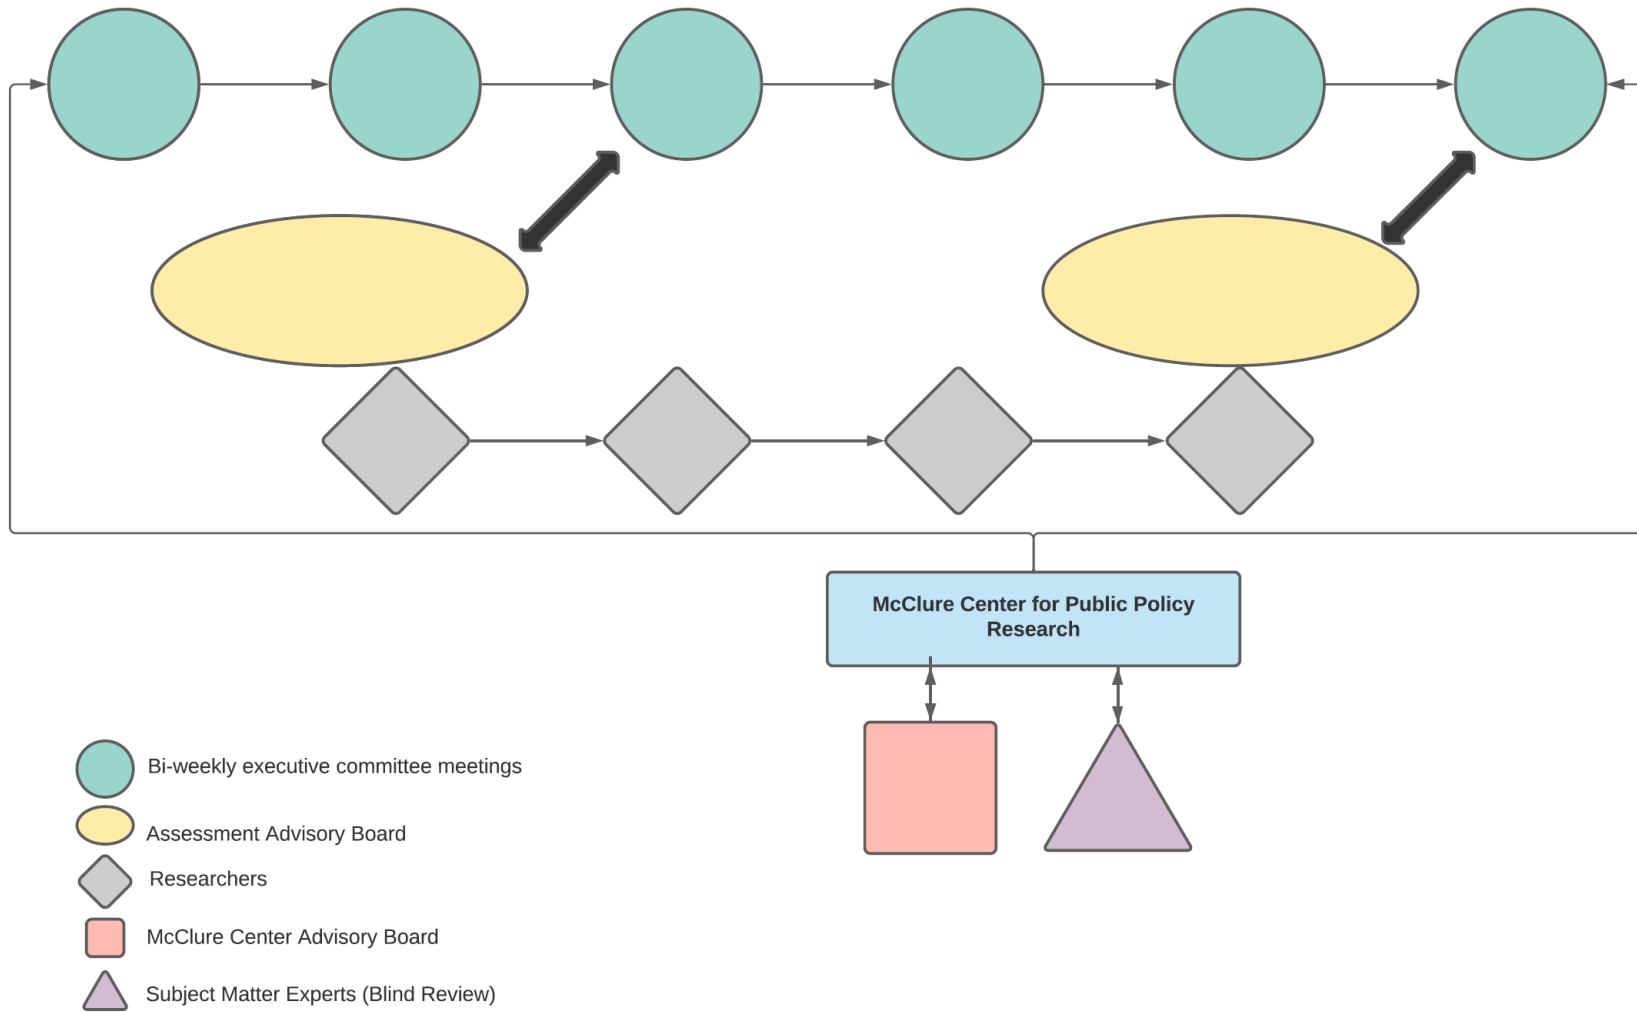 McClure Center for Public Policy
Research
Bi-weekly executive committee meetings
Assessment Advisory Board
Researchers
McClure Center Advisory Board
Subject Matter Experts (Blind Review)